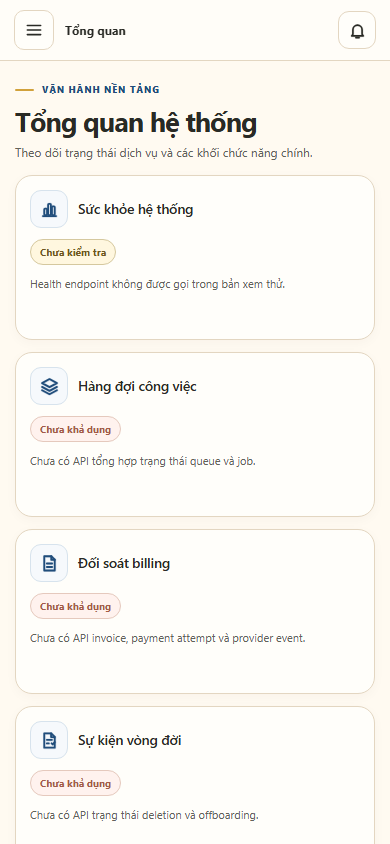 Tổng quan
VẬN HÀNH NỀN TẢNG
Tổng quan hệ thống
Theo dõi trạng thái dịch vụ và các khối chức năng chính.
Sức khỏe hệ thống
Chưa kiểm tra
Health endpoint không được gọi trong bản xem thử.
Hàng đợi công việc
Chưa khả dụng
Chưa có API tổng hợp trạng thái queue và job.
Đối soát billing
Chưa khả dụng
Chưa có API invoice, payment attempt và provider event.
Sự kiện vòng đời
Chưa khả dụng
Chưa có API trạng thái deletion và offboarding.